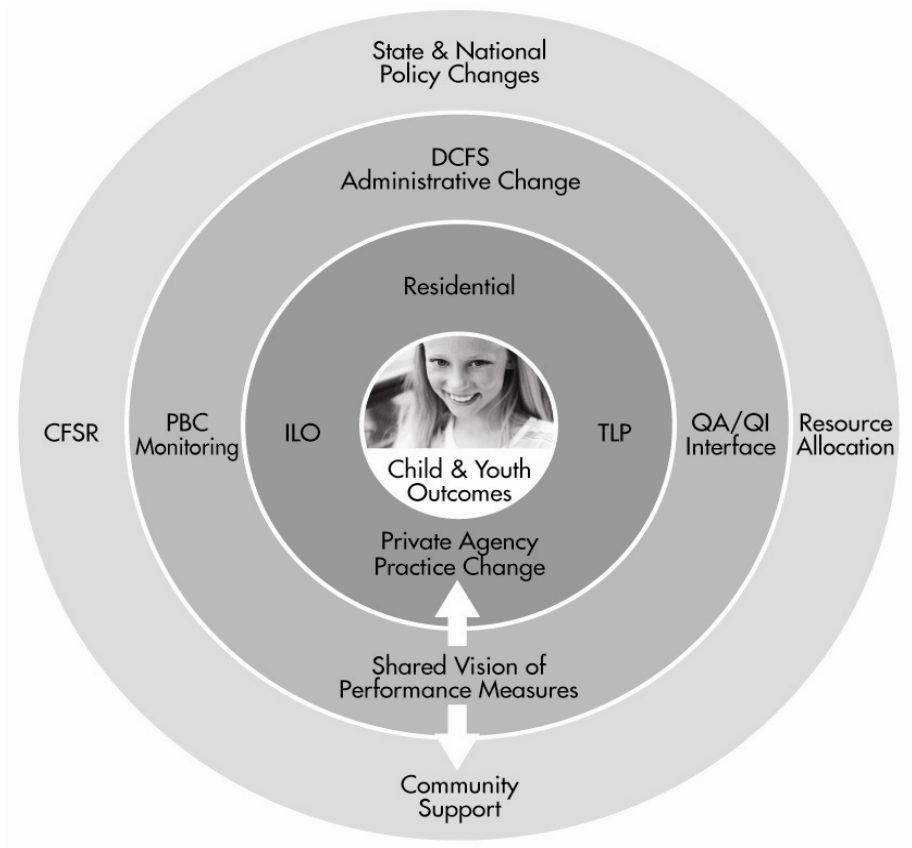 State & National
Policy Changes
DCFS
Administrative Change
Residential
CFSR
PBC
Monitoring
ILO
TLP
QA/QI
Interface
Resource
Allocation
Child & Youth
Outcomes
Private Agency
Practice Change
Shared Vision of
Performance Measures
Community
Support